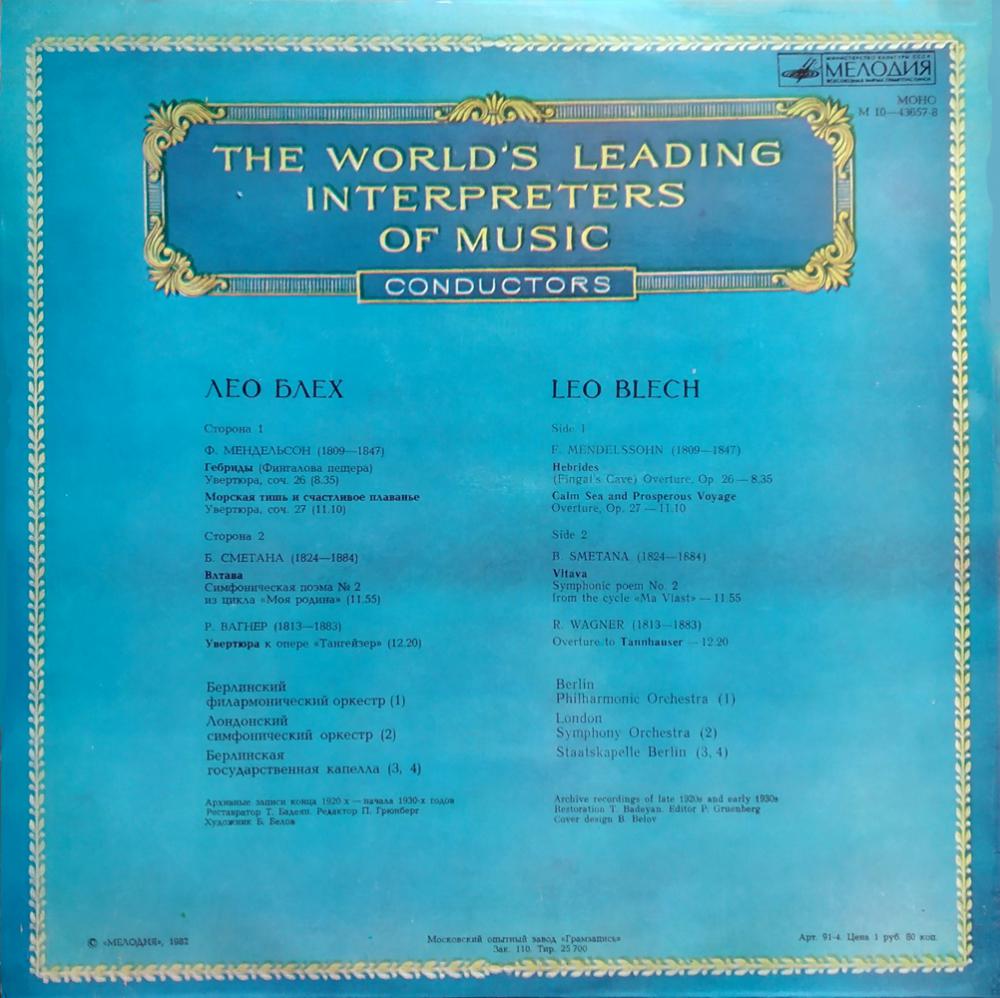 МИНИСТЕРСТВО КУЛЬТУРЫ СССР
МЕЛОДИЯ
ВСЕСОЮЗНАЯ ФИРМА ГРАМПЛАСТИНОК
МОНО
М 10—43657-8
THE WORLD'S LEADING
INTERPRETERS
OF MUSIC
CONDUCTORS
ЛЕО БЛЕХ
Сторона 1
Ф. МЕНДЕЛЬСОН (1809—1847)
Гебриды (Фингалова пещера)
Увертюра, соч. 26 (8.35)
Морская тишь и счастливое плаванье
Увертюра, соч. 27 (11.10)
Сторона 2
Б. СМЕТАНА (1824—1884)
Влтава
Симфоническая поэма № 2
из цикла «Моя родина» (11.55)
Р. ВАГНЕР (1813—1883)
Увертюра к опере «Тангейзер» (12.20)
Берлинский
филармонический оркестр (1)
Лондонский
симфонический оркестр (2)
Берлинская
государственная капелла (3, 4)
Архивные записи конца 1920-х — начала 1930-х годов
Реставратор Т. Бадеян. Редактор П. Грюнберг
Художник Б. Белов
LEO BLECH
Side 1
F. MENDELSSOHN (1809—1847)
Hebrides
(Fingal's Cave) Overture, Op. 26 — 8.35
Calm Sea and Prosperous Voyage
Overture, Op. 27 — 11.10
Side 2
B. SMETANA (1824—1884)
Vltava
Symphonic poem No. 2
from the cycle «Ma Vlast» — 11.55
R. WAGNER (1813—1883)
Overture to Tannhauser — 12.20
Berlin
Philharmonic Orchestra (1)
London
Symphony Orchestra (2)
Staatskapelle Berlin (3, 4)
Archive recordings of late 1920s and early 1930s
Restoration T. Badeyan. Editor P. Gruenberg
Cover design B. Belov
© «МЕЛОДИЯ», 1982
Московский опытный завод «Грамзапись»
Зак. 110. Тир. 25 700
Арт. 91-4. Цена 1 руб. 80 коп.